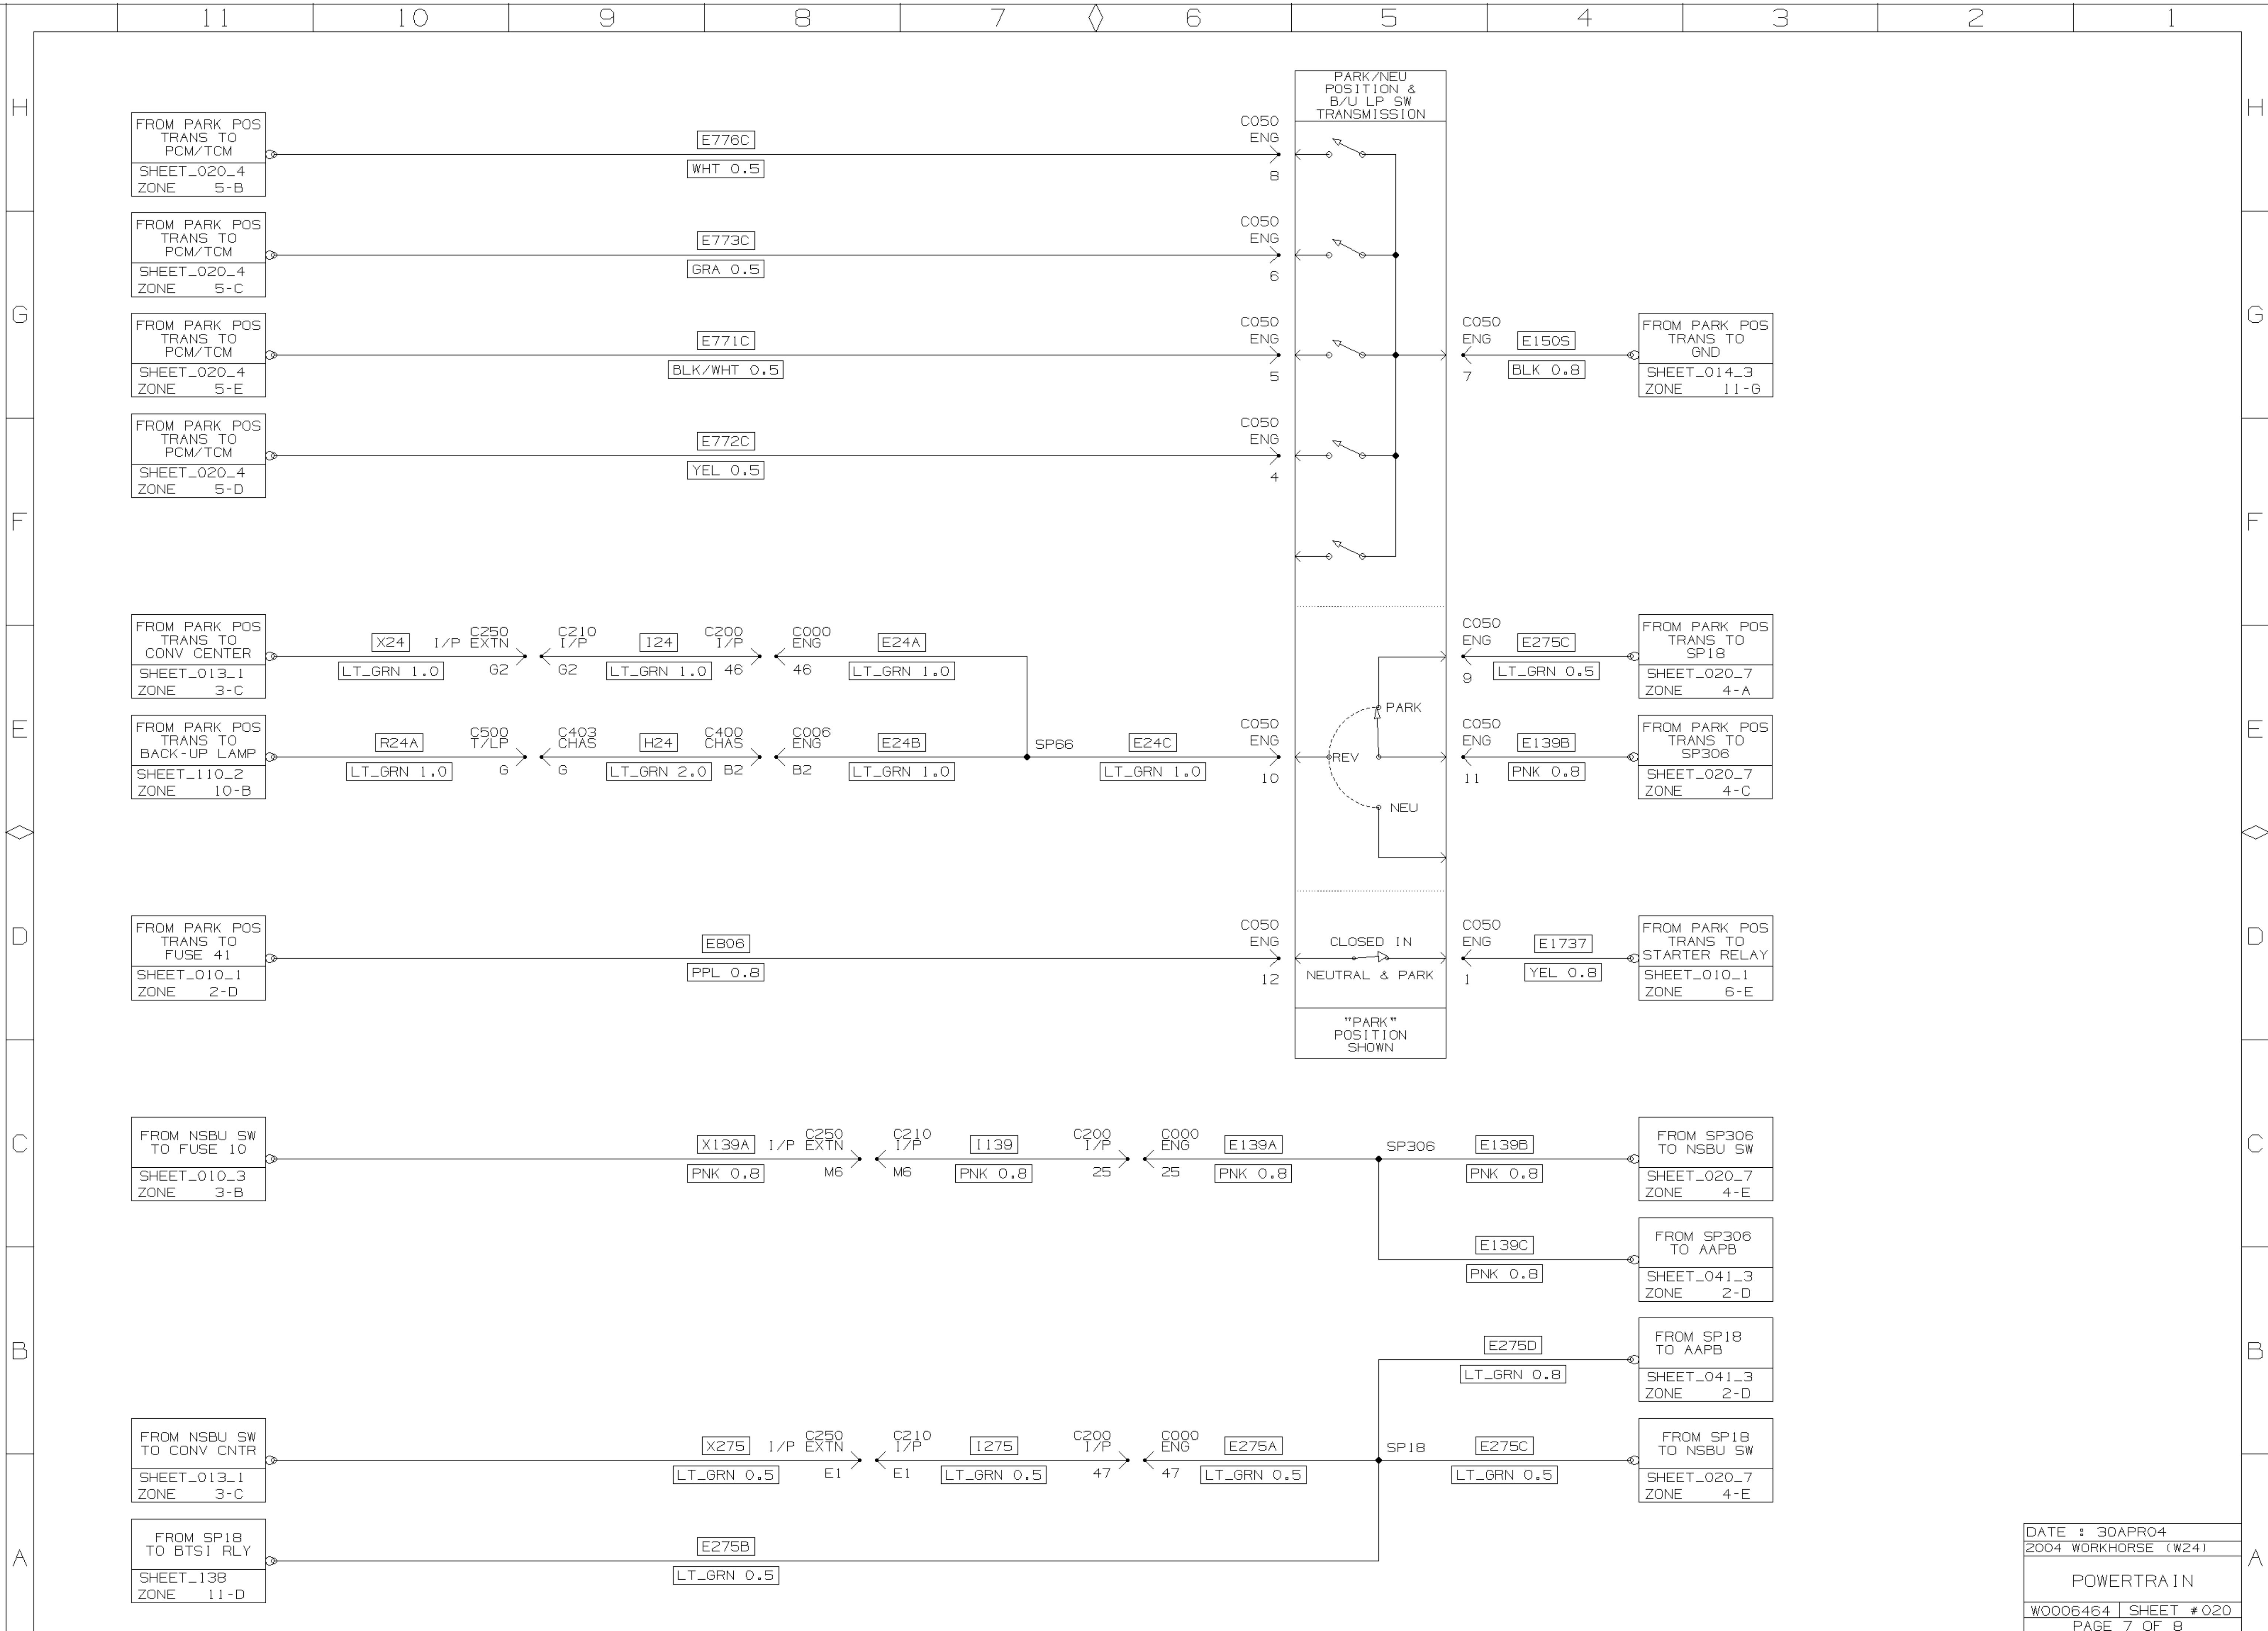 11 10 9 8 7 6 5 4 3 2 1
H
H
G
G
F
F
E
E
D
D
C
C
B
B
A
A
PARK/NEU
POSITION &
B/U LP SW
TRANSMISSION
FROM PARK POS
TRANS TO
PCM/TCM
SHEET_020_4
ZONE 5-B
E776C
WHT 0.5
C050
ENG
8
FROM PARK POS
TRANS TO
PCM/TCM
SHEET_020_4
ZONE 5-C
E773C
GRA 0.5
C050
ENG
6
FROM PARK POS
TRANS TO
PCM/TCM
SHEET_020_4
ZONE 5-E
E771C
BLK/WHT 0.5
C050
ENG
5
C050
ENG
7
E150S
BLK 0.8
FROM PARK POS
TRANS TO
GND
SHEET_014_3
ZONE 11-G
FROM PARK POS
TRANS TO
PCM/TCM
SHEET_020_4
ZONE 5-D
E772C
YEL 0.5
C050
ENG
4
FROM PARK POS
TRANS TO
CONV CENTER
SHEET_013_1
ZONE 3-C
X24
LT_GRN 1.0
C250
I/P EXTN
G2
C210
I/P
G2
I24
LT_GRN 1.0
C200
I/P
46
C000
ENG
46
E24A
LT_GRN 1.0
C050
ENG
9
E275C
LT_GRN 0.5
FROM PARK POS
TRANS TO
SP18
SHEET_020_7
ZONE 4-A
FROM PARK POS
TRANS TO
BACK-UP LAMP
SHEET_110_2
ZONE 10-B
R24A
LT_GRN 1.0
C500
T/LP
G
C403
CHAS
G
H24
LT_GRN 2.0
C400
CHAS
B2
C006
ENG
B2
E24B
LT_GRN 1.0
SP66
E24C
LT_GRN 1.0
C050
ENG
10
PARK
REV
NEU
C050
ENG
11
E139B
PNK 0.8
FROM PARK POS
TRANS TO
SP306
SHEET_020_7
ZONE 4-C
FROM PARK POS
TRANS TO
FUSE 41
SHEET_010_1
ZONE 2-D
E806
PPL 0.8
C050
ENG
12
CLOSED IN
NEUTRAL & PARK
C050
ENG
1
E1737
YEL 0.8
FROM PARK POS
TRANS TO
STARTER RELAY
SHEET_010_1
ZONE 6-E
"PARK"
POSITION
SHOWN
FROM NSBU SW
TO FUSE 10
SHEET_010_3
ZONE 3-B
X139A
PNK 0.8
C250
I/P EXTN
M6
C210
I/P
M6
I139
PNK 0.8
C200
I/P
25
C000
ENG
25
E139A
PNK 0.8
SP306
E139B
PNK 0.8
FROM SP306
TO NSBU SW
SHEET_020_7
ZONE 4-E
E139C
PNK 0.8
FROM SP306
TO AAPB
SHEET_041_3
ZONE 2-D
E275D
LT_GRN 0.8
FROM SP18
TO AAPB
SHEET_041_3
ZONE 2-D
FROM NSBU SW
TO CONV CNTR
SHEET_013_1
ZONE 3-C
X275
LT_GRN 0.5
C250
I/P EXTN
E1
C210
I/P
E1
I275
LT_GRN 0.5
C200
I/P
47
C000
ENG
47
E275A
LT_GRN 0.5
SP18
E275C
LT_GRN 0.5
FROM SP18
TO NSBU SW
SHEET_020_7
ZONE 4-E
FROM SP18
TO BTSI RLY
SHEET_138
ZONE 11-D
E275B
LT_GRN 0.5
DATE : 30APR04
2004 WORKHORSE (W24)
POWERTRAIN
W0006464 SHEET #020
PAGE 7 OF 8